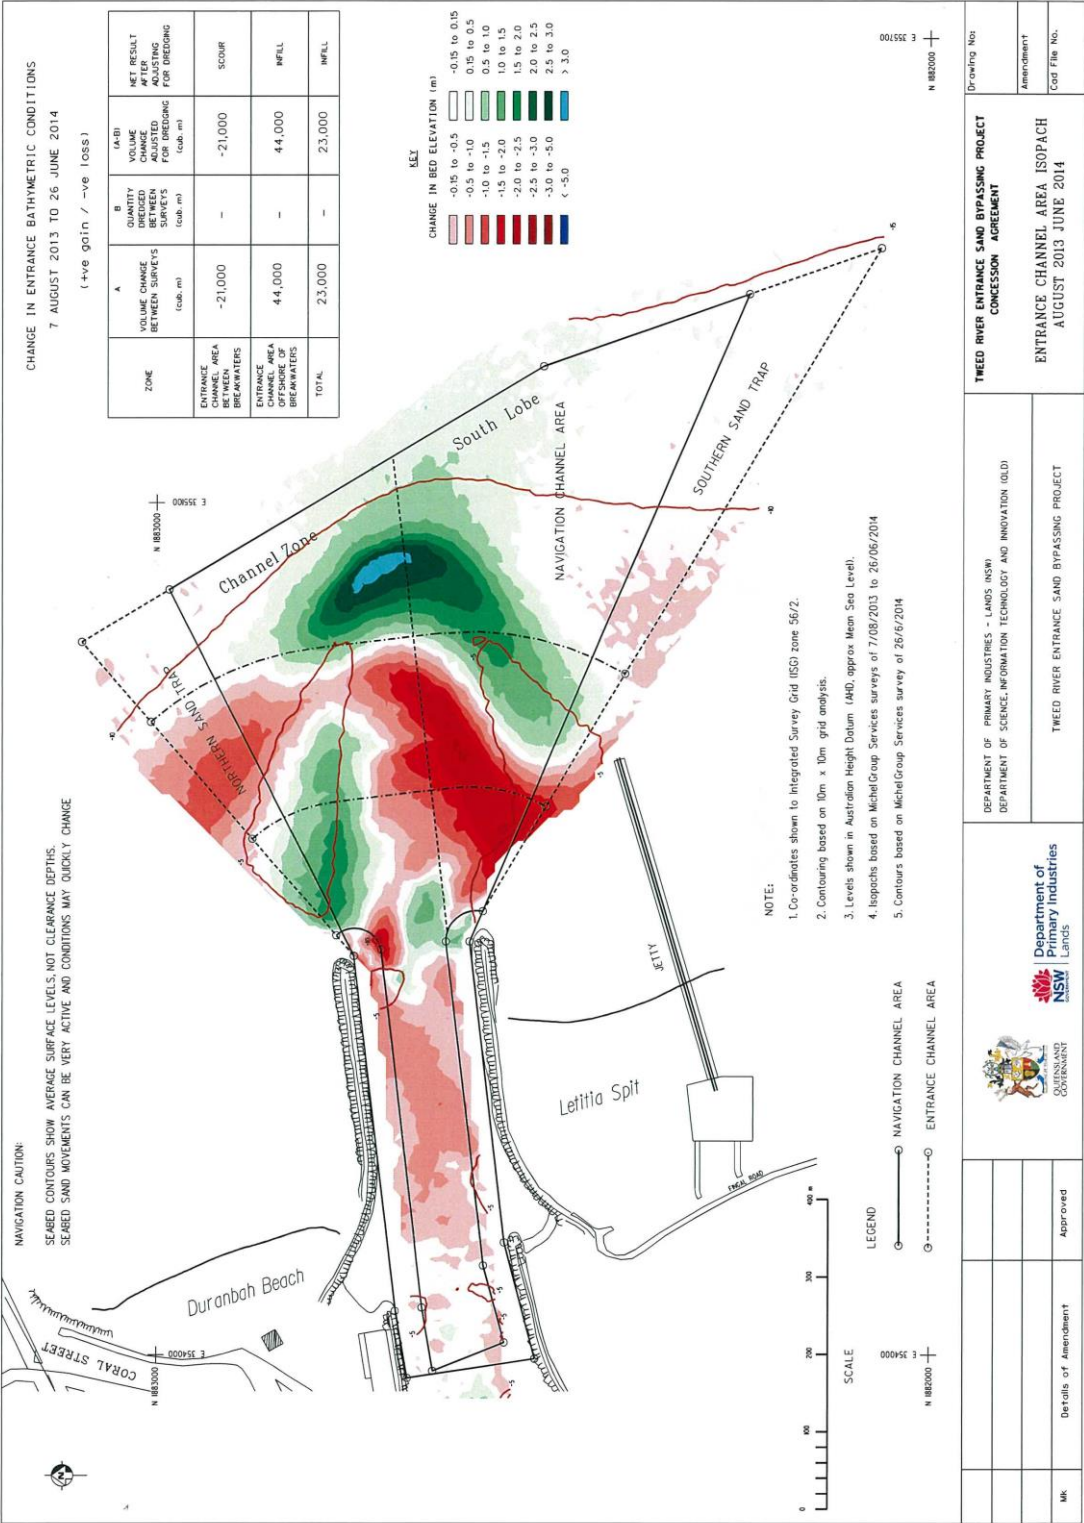 NAVIGATION CAUTION:
SEABED CONTOURS SHOW AVERAGE SURFACE LEVELS, NOT CLEARANCE DEPTHS.
SEABED SAND MOVEMENTS CAN BE VERY ACTIVE AND CONDITIONS MAY QUICKLY CHANGE
CHANGE IN ENTRANCE BATHYMETRIC CONDITIONS
7 AUGUST 2013 TO 26 JUNE 2014
(+ve gain / -ve loss)
ZONE
A
VOLUME CHANGE
BETWEEN SURVEYS
(cub. m)
B
QUANTITY
DREDGED
BETWEEN
SURVEYS
(cub. m)
(A-B)
VOLUME
CHANGE
ADJUSTED
FOR DREDGING
(cub. m)
NET RESULT
AFTER
ADJUSTING
FOR DREDGING
ENTRANCE
CHANNEL AREA
BETWEEN
BREAKWATERS
-21,000
-
-21,000
SCOUR
ENTRANCE
CHANNEL AREA
OFFSHORE OF
BREAKWATERS
44,000
-
44,000
INFILL
TOTAL
23,000
-
23,000
INFILL
KEY
CHANGE IN BED ELEVATION (m)
-0.15 to -0.5
-0.5 to -1.0
-1.0 to -1.5
-1.5 to -2.0
-2.0 to -2.5
-2.5 to -3.0
-3.0 to -5.0
< -5.0
-0.15 to 0.15
0.15 to 0.5
0.5 to 1.0
1.0 to 1.5
1.5 to 2.0
2.0 to 2.5
2.5 to 3.0
> 3.0
N 1883000
E 354000
N 1883000
E 355100
E 355700
N 1882000
E 354000
N 1882000
CORAL STREET
Duranbah Beach
NORTHERN SAND TRAP
Channel Zone
South Lobe
NAVIGATION CHANNEL AREA
SOUTHERN SAND TRAP
Letitia Spit
JETTY
FINGAL ROAD
-10
-10
-15
-5
-5
-5
-5
-5
-5
-5
-5
NOTE:
1. Co-ordinates shown to Integrated Survey Grid (ISG) zone 56/2.
2. Contouring based on 10m x 10m grid analysis.
3. Levels shown in Australian Height Datum (AHD, approx Mean Sea Level).
4. Isopachs based on MichelGroup Services surveys of 7/08/2013 to 26/06/2014
5. Contours based on MichelGroup Services survey of 26/6/2014
SCALE
0
100
200
300
400 m
LEGEND
NAVIGATION CHANNEL AREA
ENTRANCE CHANNEL AREA
Mk
Details of Amendment
Approved
QUEENSLAND
GOVERNMENT
NSW
GOVERNMENT
Department of
Primary Industries
Lands
DEPARTMENT OF PRIMARY INDUSTRIES - LANDS (NSW)
DEPARTMENT OF SCIENCE, INFORMATION TECHNOLOGY AND INNOVATION (QLD)
TWEED RIVER ENTRANCE SAND BYPASSING PROJECT
TWEED RIVER ENTRANCE SAND BYPASSING PROJECT
CONCESSION AGREEMENT
ENTRANCE CHANNEL AREA ISOPACH
AUGUST 2013 JUNE 2014
Drawing No:
Amendment
Cad File No.